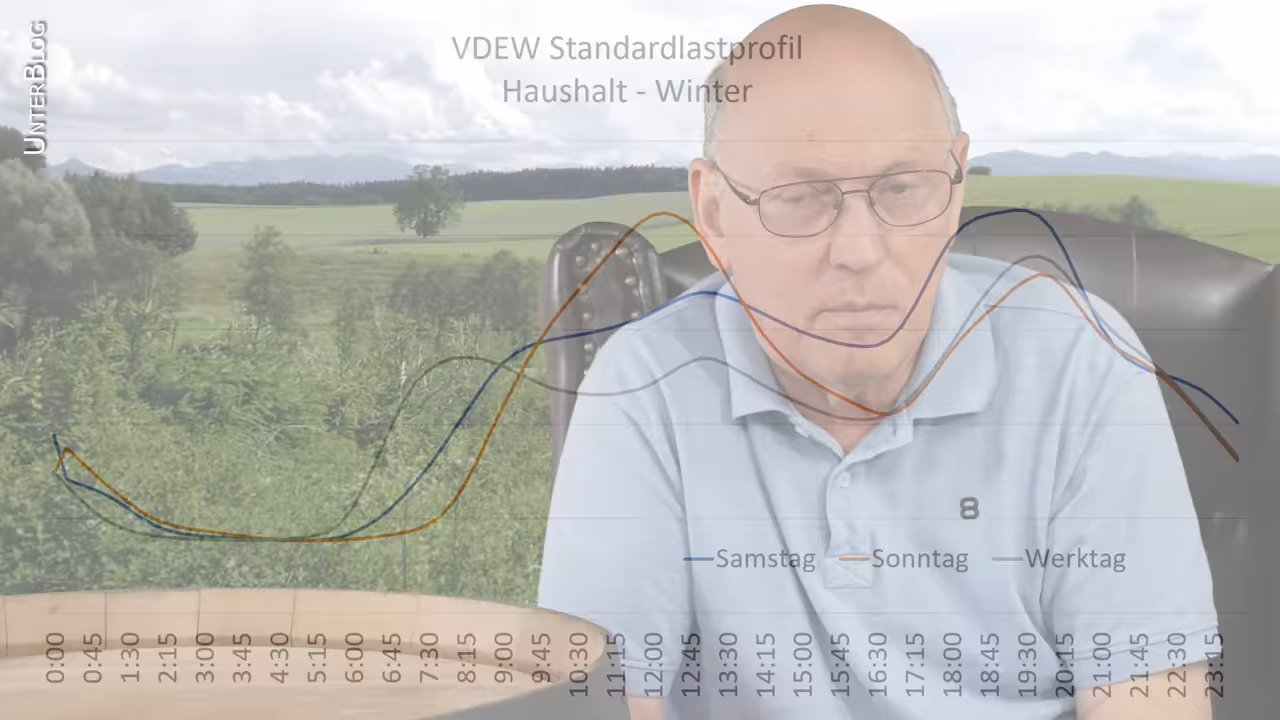 UNTERBLOG
VDEW Standardlastprofil
Haushalt - Winter
8
Samstag Sonntag Werktag
0:00 0:45 1:30 2:15 3:00 3:45 4:30 5:15 6:00 6:45 7:30 8:15 9:00 9:45 10:30 11:15 12:00 12:45 13:30 14:15 15:00 15:45 16:30 17:15 18:00 18:45 19:30 20:15 21:00 21:45 22:30 23:15